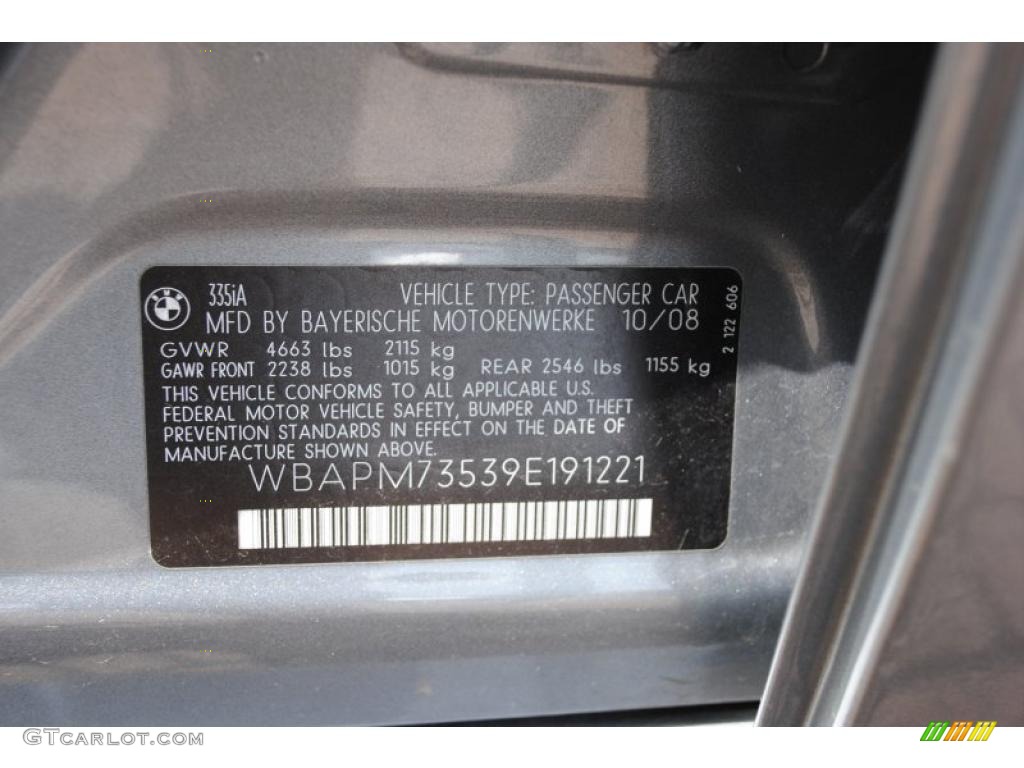 335iA VEHICLE TYPE: PASSENGER CAR
MFD BY BAYERISCHE MOTORENWERKE 10/08
2 122 606
GVWR 4663 lbs 2115 kg
GAWR FRONT 2238 lbs 1015 kg REAR 2546 lbs 1155 kg
THIS VEHICLE CONFORMS TO ALL APPLICABLE U.S.
FEDERAL MOTOR VEHICLE SAFETY, BUMPER AND THEFT
PREVENTION STANDARDS IN EFFECT ON THE DATE OF
MANUFACTURE SHOWN ABOVE.
WBAPM73539E191221
GTcarlot.com